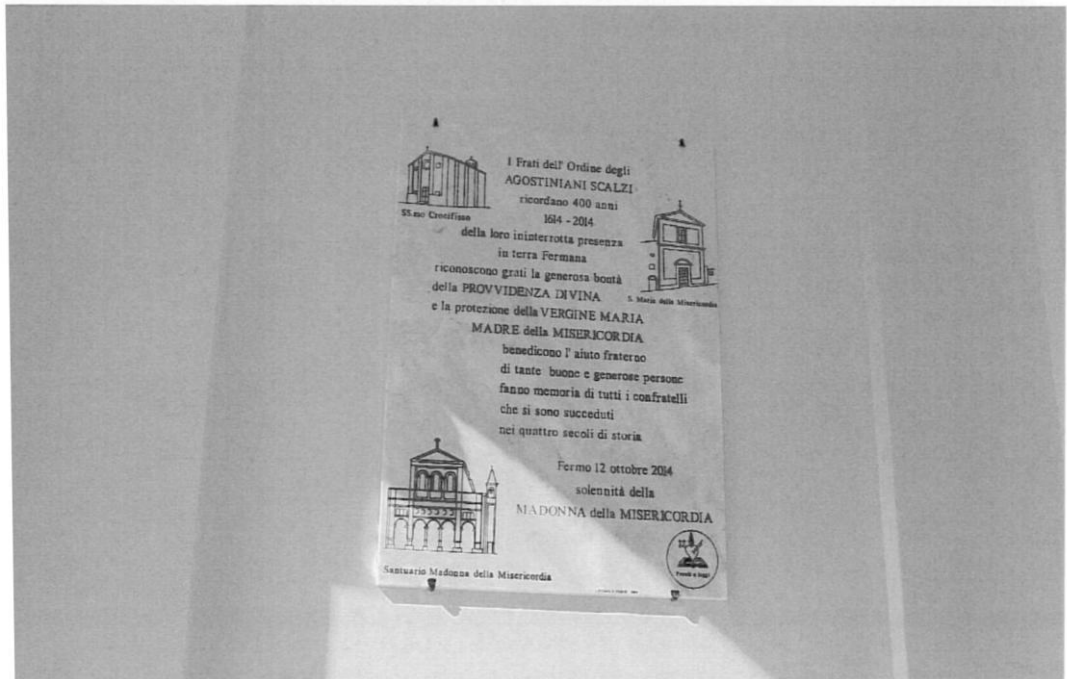 I Frati dell' Ordine degli
AGOSTINIANI SCALZI
ricordano 400 anni
1614 - 2014
della loro ininterrotta presenza
in terra Fermana
riconoscono grati la generosa bontà
della PROVVIDENZA DIVINA
e la protezione della VERGINE MARIA
MADRE della MISERICORDIA
benedicono l' aiuto fraterno
di tante buone e generose persone
fanno memoria di tutti i confratelli
che si sono succeduti
nei quattro secoli di storia
Fermo 12 ottobre 2014
solennità della
MADONNA della MISERICORDIA
SS.mo Crocifisso
S. Maria della Misericordia
Santuario Madonna della Misericordia